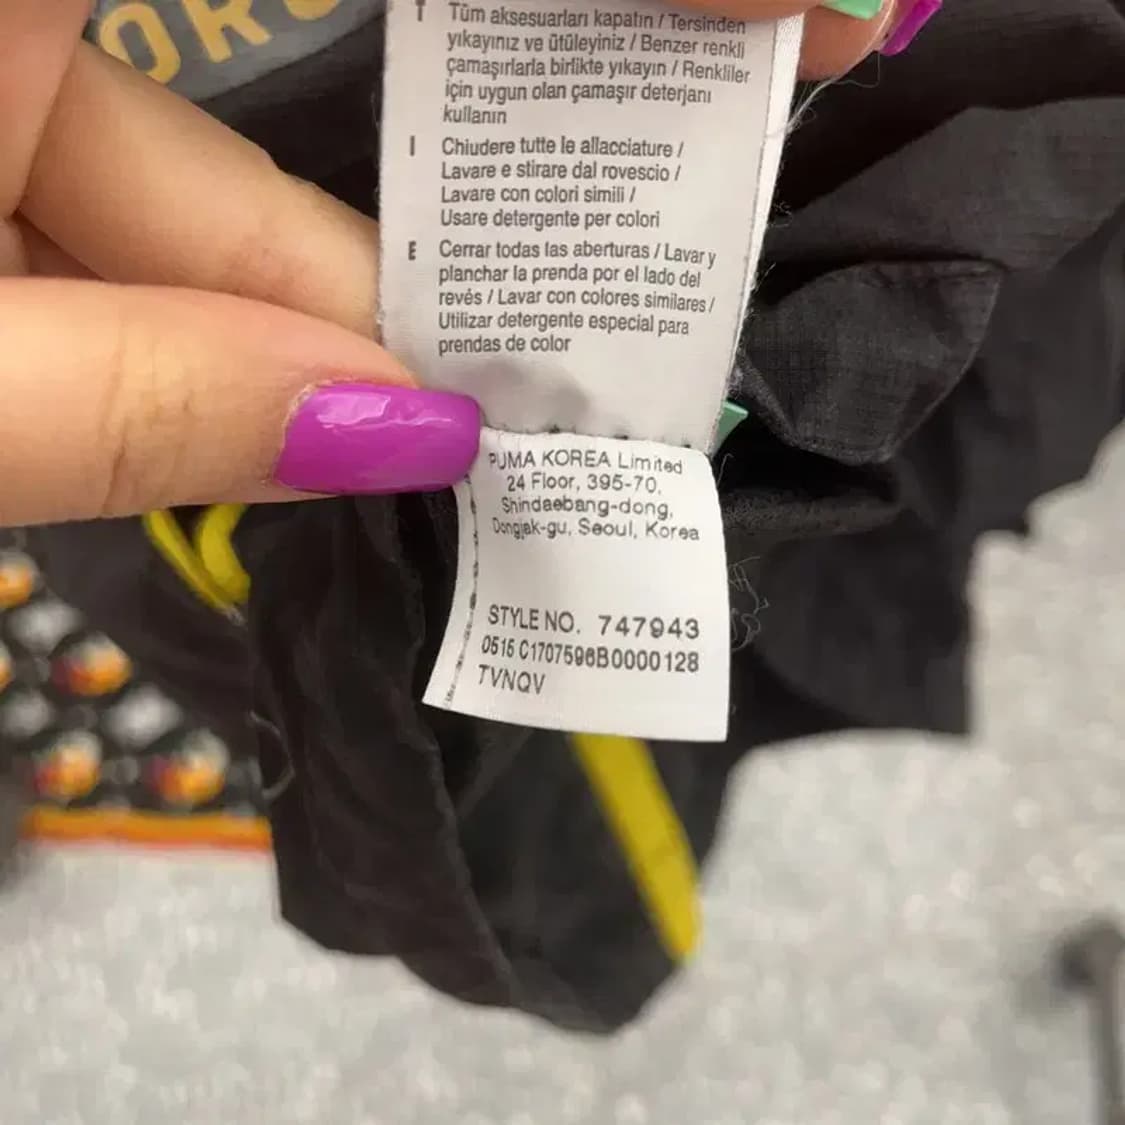 ORS
T Tüm aksesuarları kapatın / Tersinden
yıkayınız ve ütüleyiniz / Benzer renkli
çamaşırlarla birlikte yıkayın / Renkliler
için uygun olan çamaşır deterjanı
kullanın
I Chiudere tutte le allacciature /
Lavare e stirare dal rovescio /
Lavare con colori simili /
Usare detergente per colori
E Cerrar todas las aberturas / Lavar y
planchar la prenda por el lado del
revés / Lavar con colores similares /
Utilizar detergente especial para
prendas de color
PUMA KOREA Limited
24 Floor, 395-70,
Shindaebang-dong,
Dongjak-gu, Seoul, Korea
STYLE NO. 747943
0515 C1707596B0000128
TVNQV